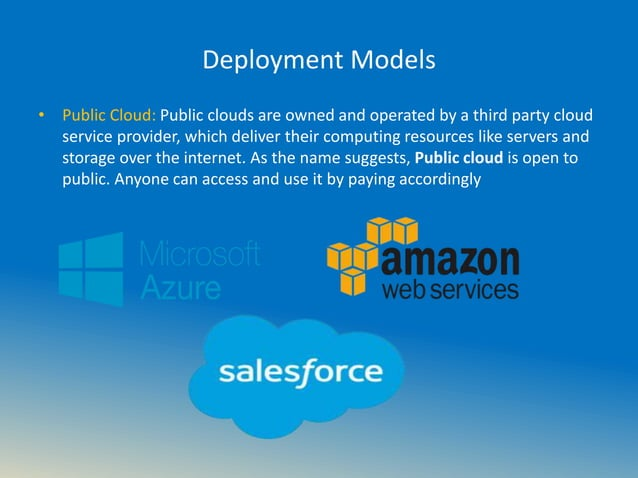 Deployment Models
• Public Cloud: Public clouds are owned and operated by a third party cloud
service provider, which deliver their computing resources like servers and
storage over the internet. As the name suggests, Public cloud is open to
public. Anyone can access and use it by paying accordingly
Microsoft
Azure
amazon
web services
salesforce